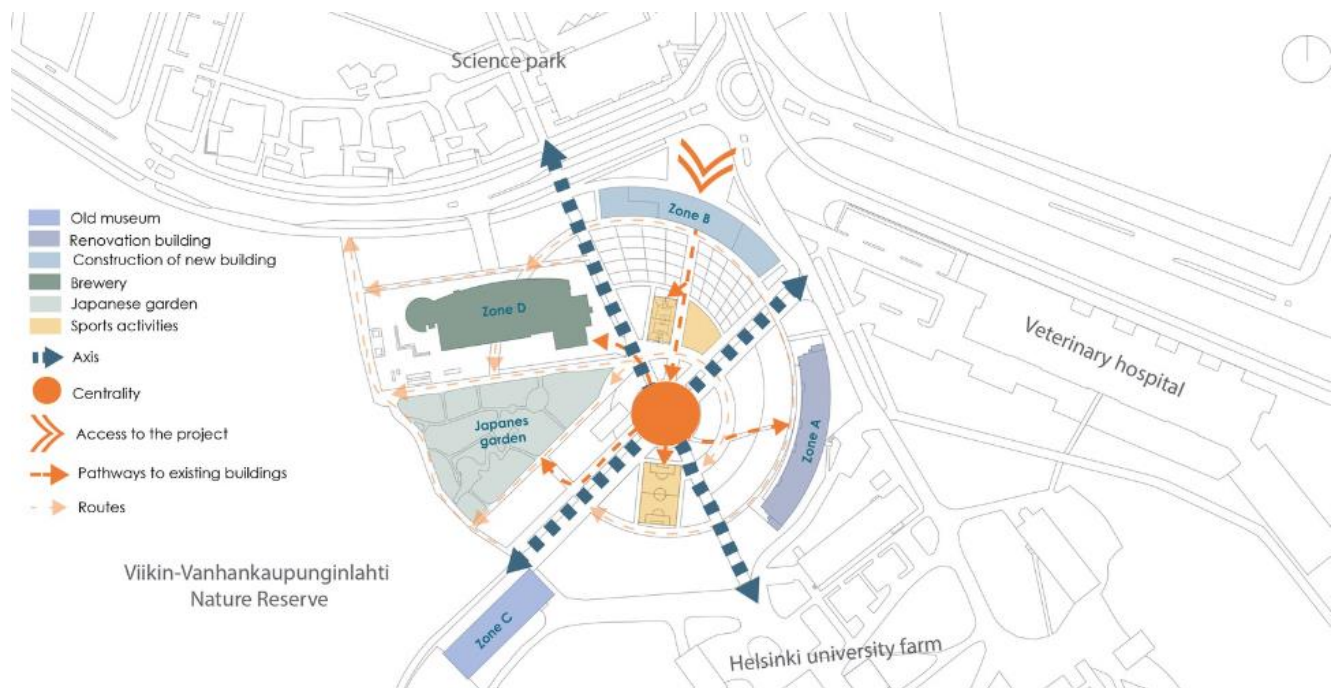 Science park
Old museum
Renovation building
Construction of new building
Brewery
Japanese garden
Sports activities
Axis
Centrality
Access to the project
Pathways to existing buildings
Routes
Zone B
Zone D
Japanes
garden
Zone A
Veterinary hospital
Viikin-Vanhankaupunginlahti
Nature Reserve
Zone C
Helsinki university farm